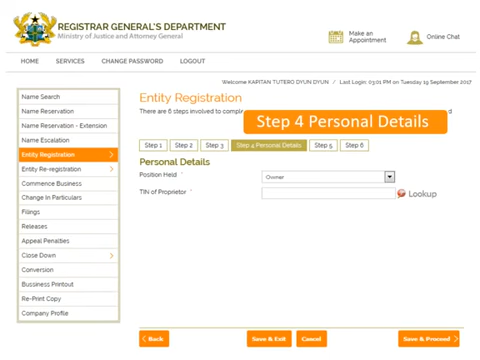 REGISTRAR GENERAL'S DEPARTMENT
Ministry of Justice and Attorney General
Make an
Appointment
Online Chat
HOME SERVICES CHANGE PASSWORD LOGOUT
Welcome KAPITAN TUTERO DYUN DYUN / Last Login: 03:01 PM on Tuesday 19 September 2017
Name Search
Name Reservation
Name Reservation - Extension
Name Escalation
Entity Registration
Entity Re-registration
Commence Business
Change In Particulars
Filings
Releases
Appeal Penalties
Close Down
Conversion
Bussiness Printout
Re-Print Copy
Company Profile
Entity Registration
There are 6 steps involved to
Step 4 Personal Details
Step 1 Step 2 Step 3 Step 4 Personal Details Step 5 Step 6
Personal Details
Position Held *
Owner
TIN of Proprietor *
Lookup
Back
Save & Exit
Cancel
Save & Proceed